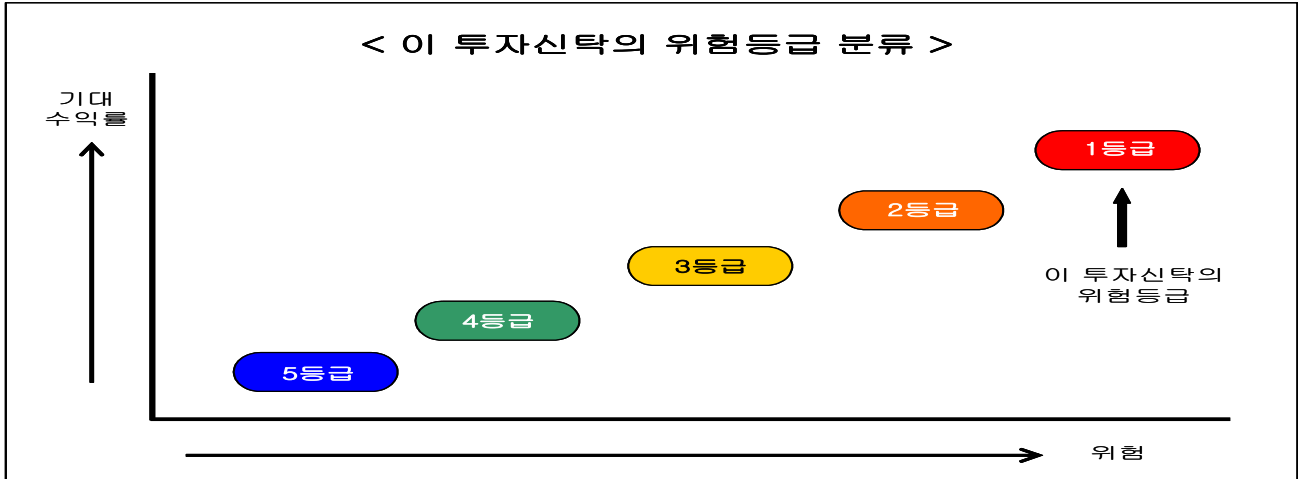 < 이 투자신탁의 위험등급 분류 >
기대
수익률
1등급
2등급
3등급
이 투자신탁의
위험등급
4등급
5등급
위험